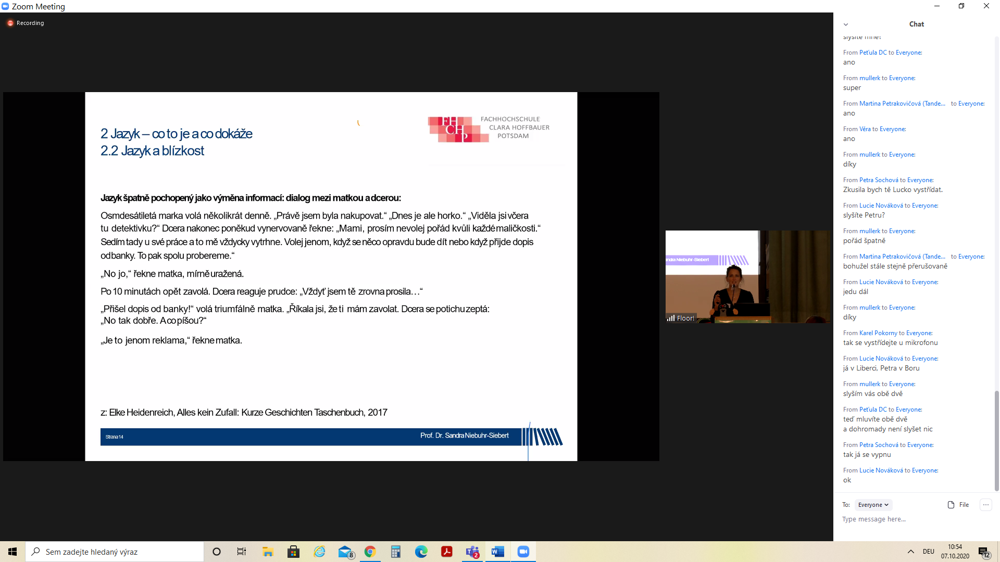 Zoom Meeting
Recording
2 Jazyk – co to je a co dokáže
2.2 Jazyk a blízkost
FHCHP
FACHHOCHSCHULE
CLARA HOFFBAUER
POTSDAM
Jazyk špatně pochopený jako výměna informací: dialog mezi matkou a dcerou:
Osmdesátiletá marka volá několikrát denně. „Právě jsem byla nakupovat.“ „Dnes je ale horko.“ „Viděla jsi včera
tu detektivku?“ Dcera nakonec poněkud vynervovaně řekne: „Mami, prosím nevolej pořád kvůli každé maličkosti.“
Sedím tady u své práce a to mě vždycky vytrhne. Volej jenom, když se něco opravdu bude dít nebo když přijde dopis
od banky. To pak spolu probereme.“
„No jo,“ řekne matka, mírně uražená.
Po 10 minutách opět zavolá. Dcera reaguje prudce: „Vždyť jsem tě zrovna prosila…“
„Přišel dopis od banky!“ volá triumfálně matka. „Říkala jsi, že ti mám zavolat. Dcera se potichu zeptá:
„No tak dobře. A co píšou?“
„Je to jenom reklama,“ řekne matka.
z: Elke Heidenreich, Alles kein Zufall: Kurze Geschichten Taschenbuch, 2017
Strana 14
Prof. Dr. Sandra Niebuhr-Siebert
Niebuhr-Siebert
Floor!
Chat
slyšíte mne?
From Peťula DC to Everyone:
ano
From mullerk to Everyone:
super
From Martina Petrakovičová (Tande... to Everyone:
ano
From Věra to Everyone:
ano
From mullerk to Everyone:
díky
From Petra Sochová to Everyone:
Zkusila bych tě Lucko vystřídat.
From Lucie Nováková to Everyone:
slyšíte Petru?
From mullerk to Everyone:
pořád špatně
From Martina Petrakovičová (Tande... to Everyone:
bohužel stále stejně přerušovaně
From Lucie Nováková to Everyone:
jedu dál
From mullerk to Everyone:
díky
From Karel Pokorny to Everyone:
tak se vystřídejte u mikrofonu
From Lucie Nováková to Everyone:
já v Liberci, Petra v Boru
From mullerk to Everyone:
slyším vás obě dvě
From Peťula DC to Everyone:
teď mluvíte obě dvě
a dohromady není slyšet nic
From Petra Sochová to Everyone:
tak já se vypnu
From Lucie Nováková to Everyone:
ok
To: Everyone File
Type message here...
Sem zadejte hledaný výraz
8
2
DEU
10:54
07.10.2020
12